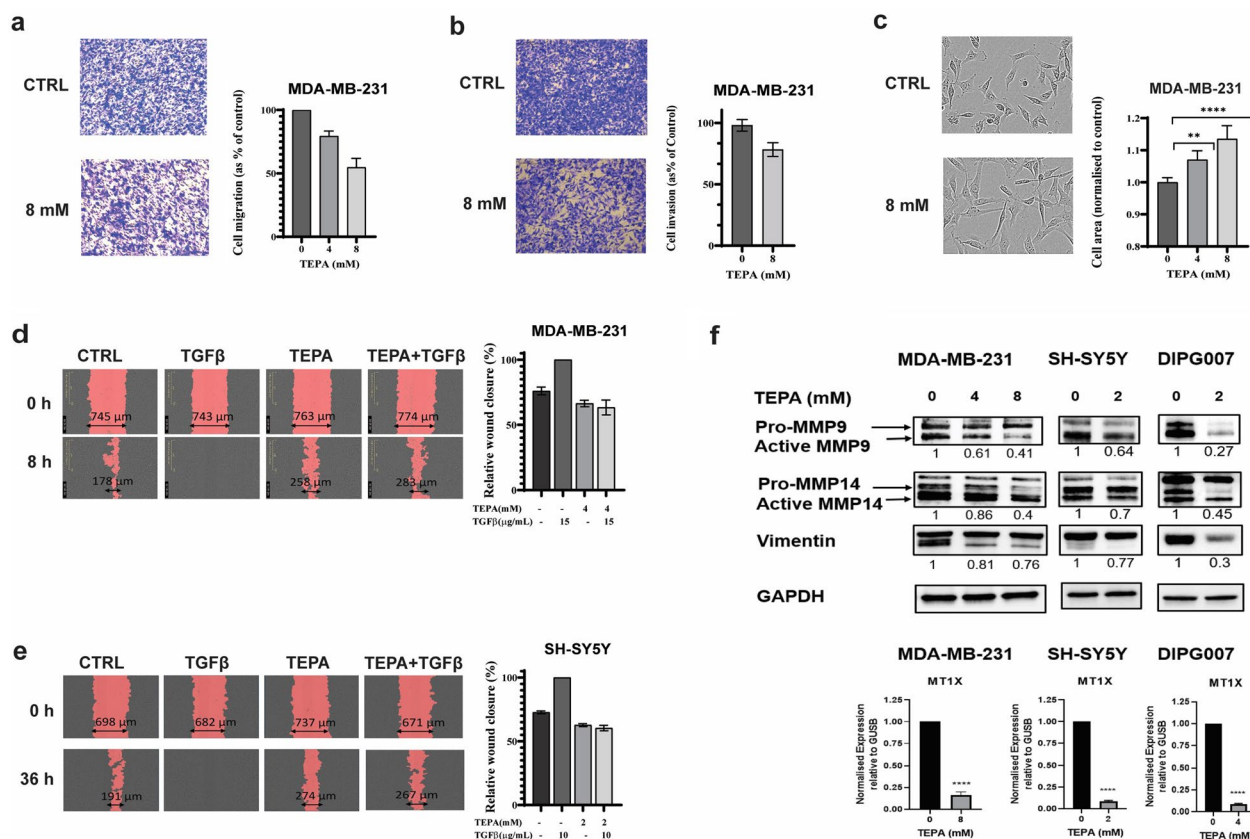 a
CTRL
8 mM
MDA-MB-231
Cell migration (as % of control)
100
50
0
0 4 8
TEPA (mM)
b
CTRL
8 mM
MDA-MB-231
Cell invasion (as% of Control)
100
50
0
0 8
TEPA (mM)
c
CTRL
8 mM
MDA-MB-231
****
**
Cell area (normalised to control)
1.2
1.1
1.0
0.9
0.8
0 4 8
TEPA (mM)
d
CTRL TGFβ TEPA TEPA+TGFβ
0 h
745 µm 743 µm 763 µm 774 µm
8 h
178 µm 258 µm 283 µm
MDA-MB-231
Relative wound closure (%)
100
50
0
TEPA(mM) - - 4 4
TGFβ(µg/mL) - 15 - 15
e
CTRL TGFβ TEPA TEPA+TGFβ
0 h
698 µm 682 µm 737 µm 671 µm
36 h
191 µm 274 µm 267 µm
SH-SY5Y
Relative wound closure (%)
100
50
0
TEPA(mM) - - 2 2
TGFβ(µg/mL) - 10 - 10
f
MDA-MB-231 SH-SY5Y DIPG007
TEPA (mM) 0 4 8 0 2 0 2
Pro-MMP9
Active MMP9
1 0.61 0.41 1 0.64 1 0.27
Pro-MMP14
Active MMP14
1 0.86 0.4 1 0.7 1 0.45
Vimentin
1 0.81 0.76 1 0.77 1 0.3
GAPDH
MDA-MB-231
MT1X
Normalised Expression
relative to GUSB
1.25
1.00
0.75
0.50
0.25
0.00
****
0 8
TEPA (mM)
SH-SY5Y
MT1X
Normalised Expression
relative to GUSB
1.25
1.00
0.75
0.50
0.25
0.00
****
0 2
TEPA (mM)
DIPG007
MT1X
Normalised Expression
relative to GUSB
1.25
1.00
0.75
0.50
0.25
0.00
****
0 4
TEPA (mM)